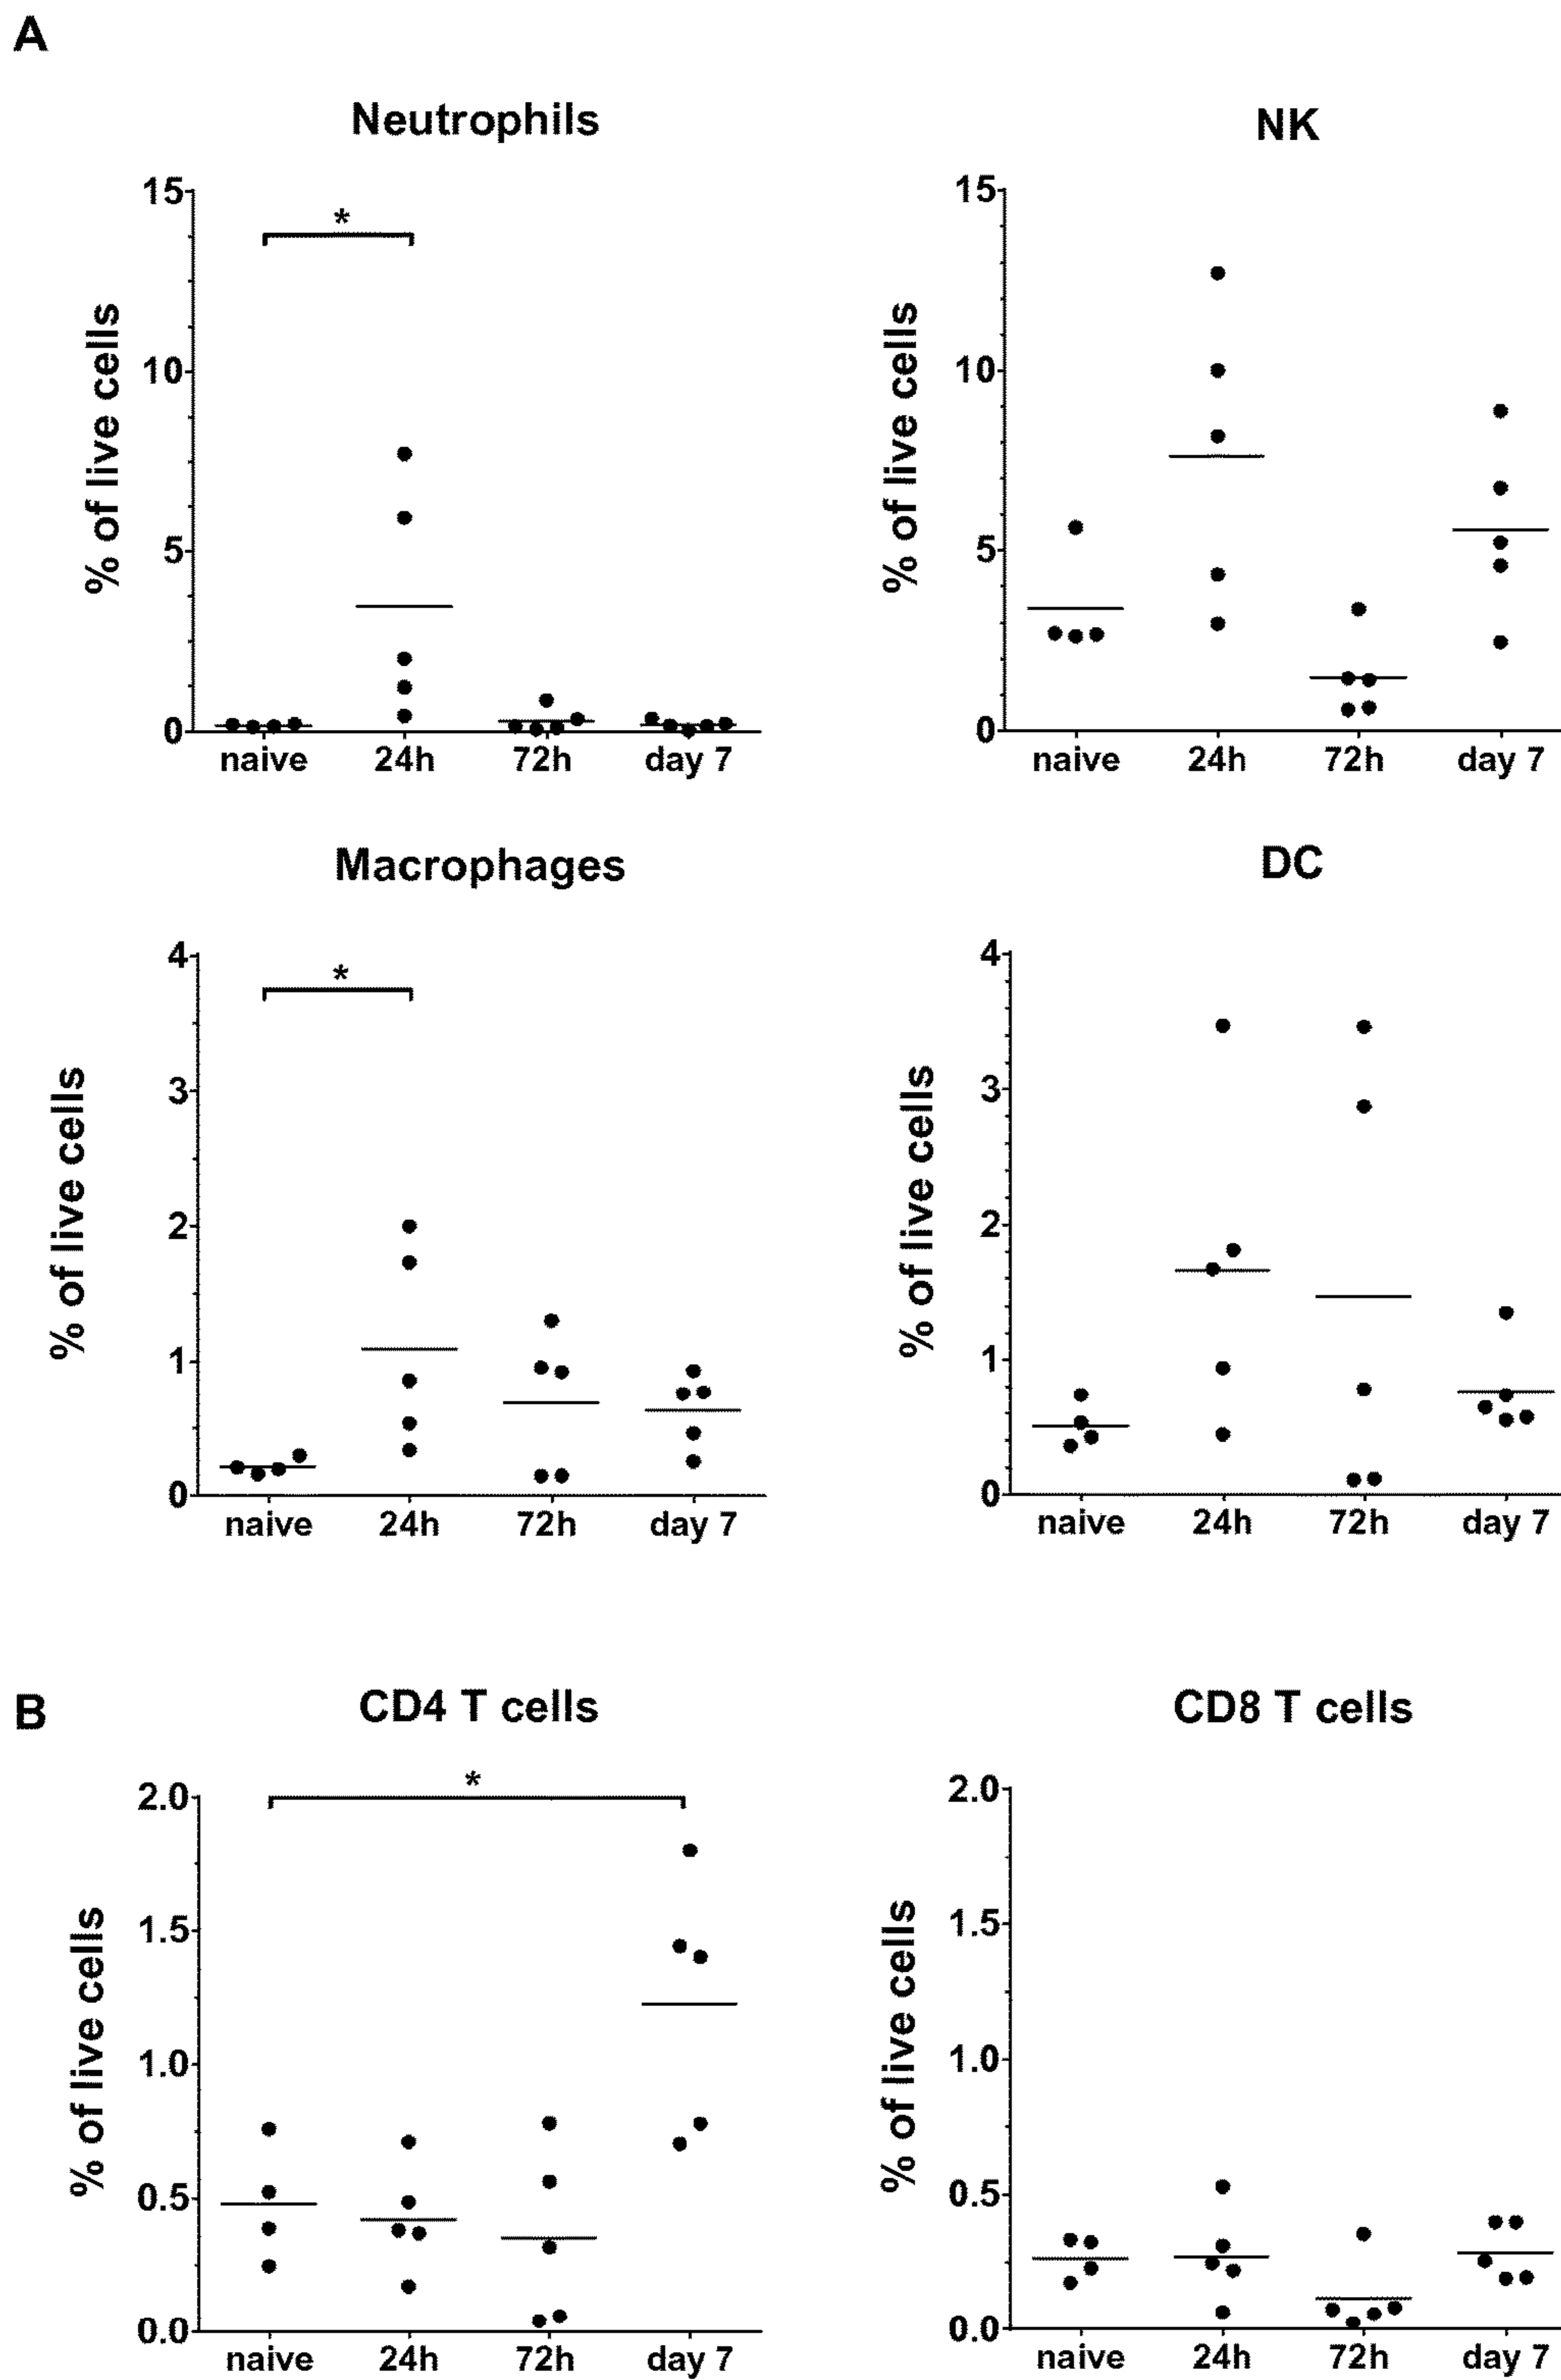 A
Neutrophils
% of live cells
15
10
5
0
*
naive 24h 72h day 7
NK
% of live cells
15
10
5
0
naive 24h 72h day 7
Macrophages
% of live cells
4
3
2
1
0
*
naive 24h 72h day 7
DC
% of live cells
4
3
2
1
0
naive 24h 72h day 7
B
CD4 T cells
% of live cells
2.0
1.5
1.0
0.5
0.0
*
naive 24h 72h day 7
CD8 T cells
% of live cells
2.0
1.5
1.0
0.5
0.0
naive 24h 72h day 7